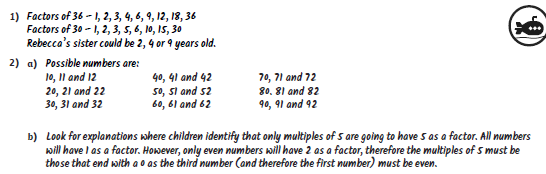 1) Factors of 36 – 1, 2, 3, 4, 6, 9, 12, 18, 36
Factors of 30 – 1, 2, 3, 5, 6, 10, 15, 30
Rebecca's sister could be 2, 4 or 9 years old.
2) a) Possible numbers are:
10, 11 and 12 40, 41 and 42 70, 71 and 72
20, 21 and 22 50, 51 and 52 80. 81 and 82
30, 31 and 32 60, 61 and 62 90, 91 and 92
b) Look for explanations where children identify that only multiples of 5 are going to have 5 as a factor. All numbers
will have 1 as a factor. However, only even numbers will have 2 as a factor, therefore the multiples of 5 must be
those that end with a 0 as the third number (and therefore the first number) must be even.